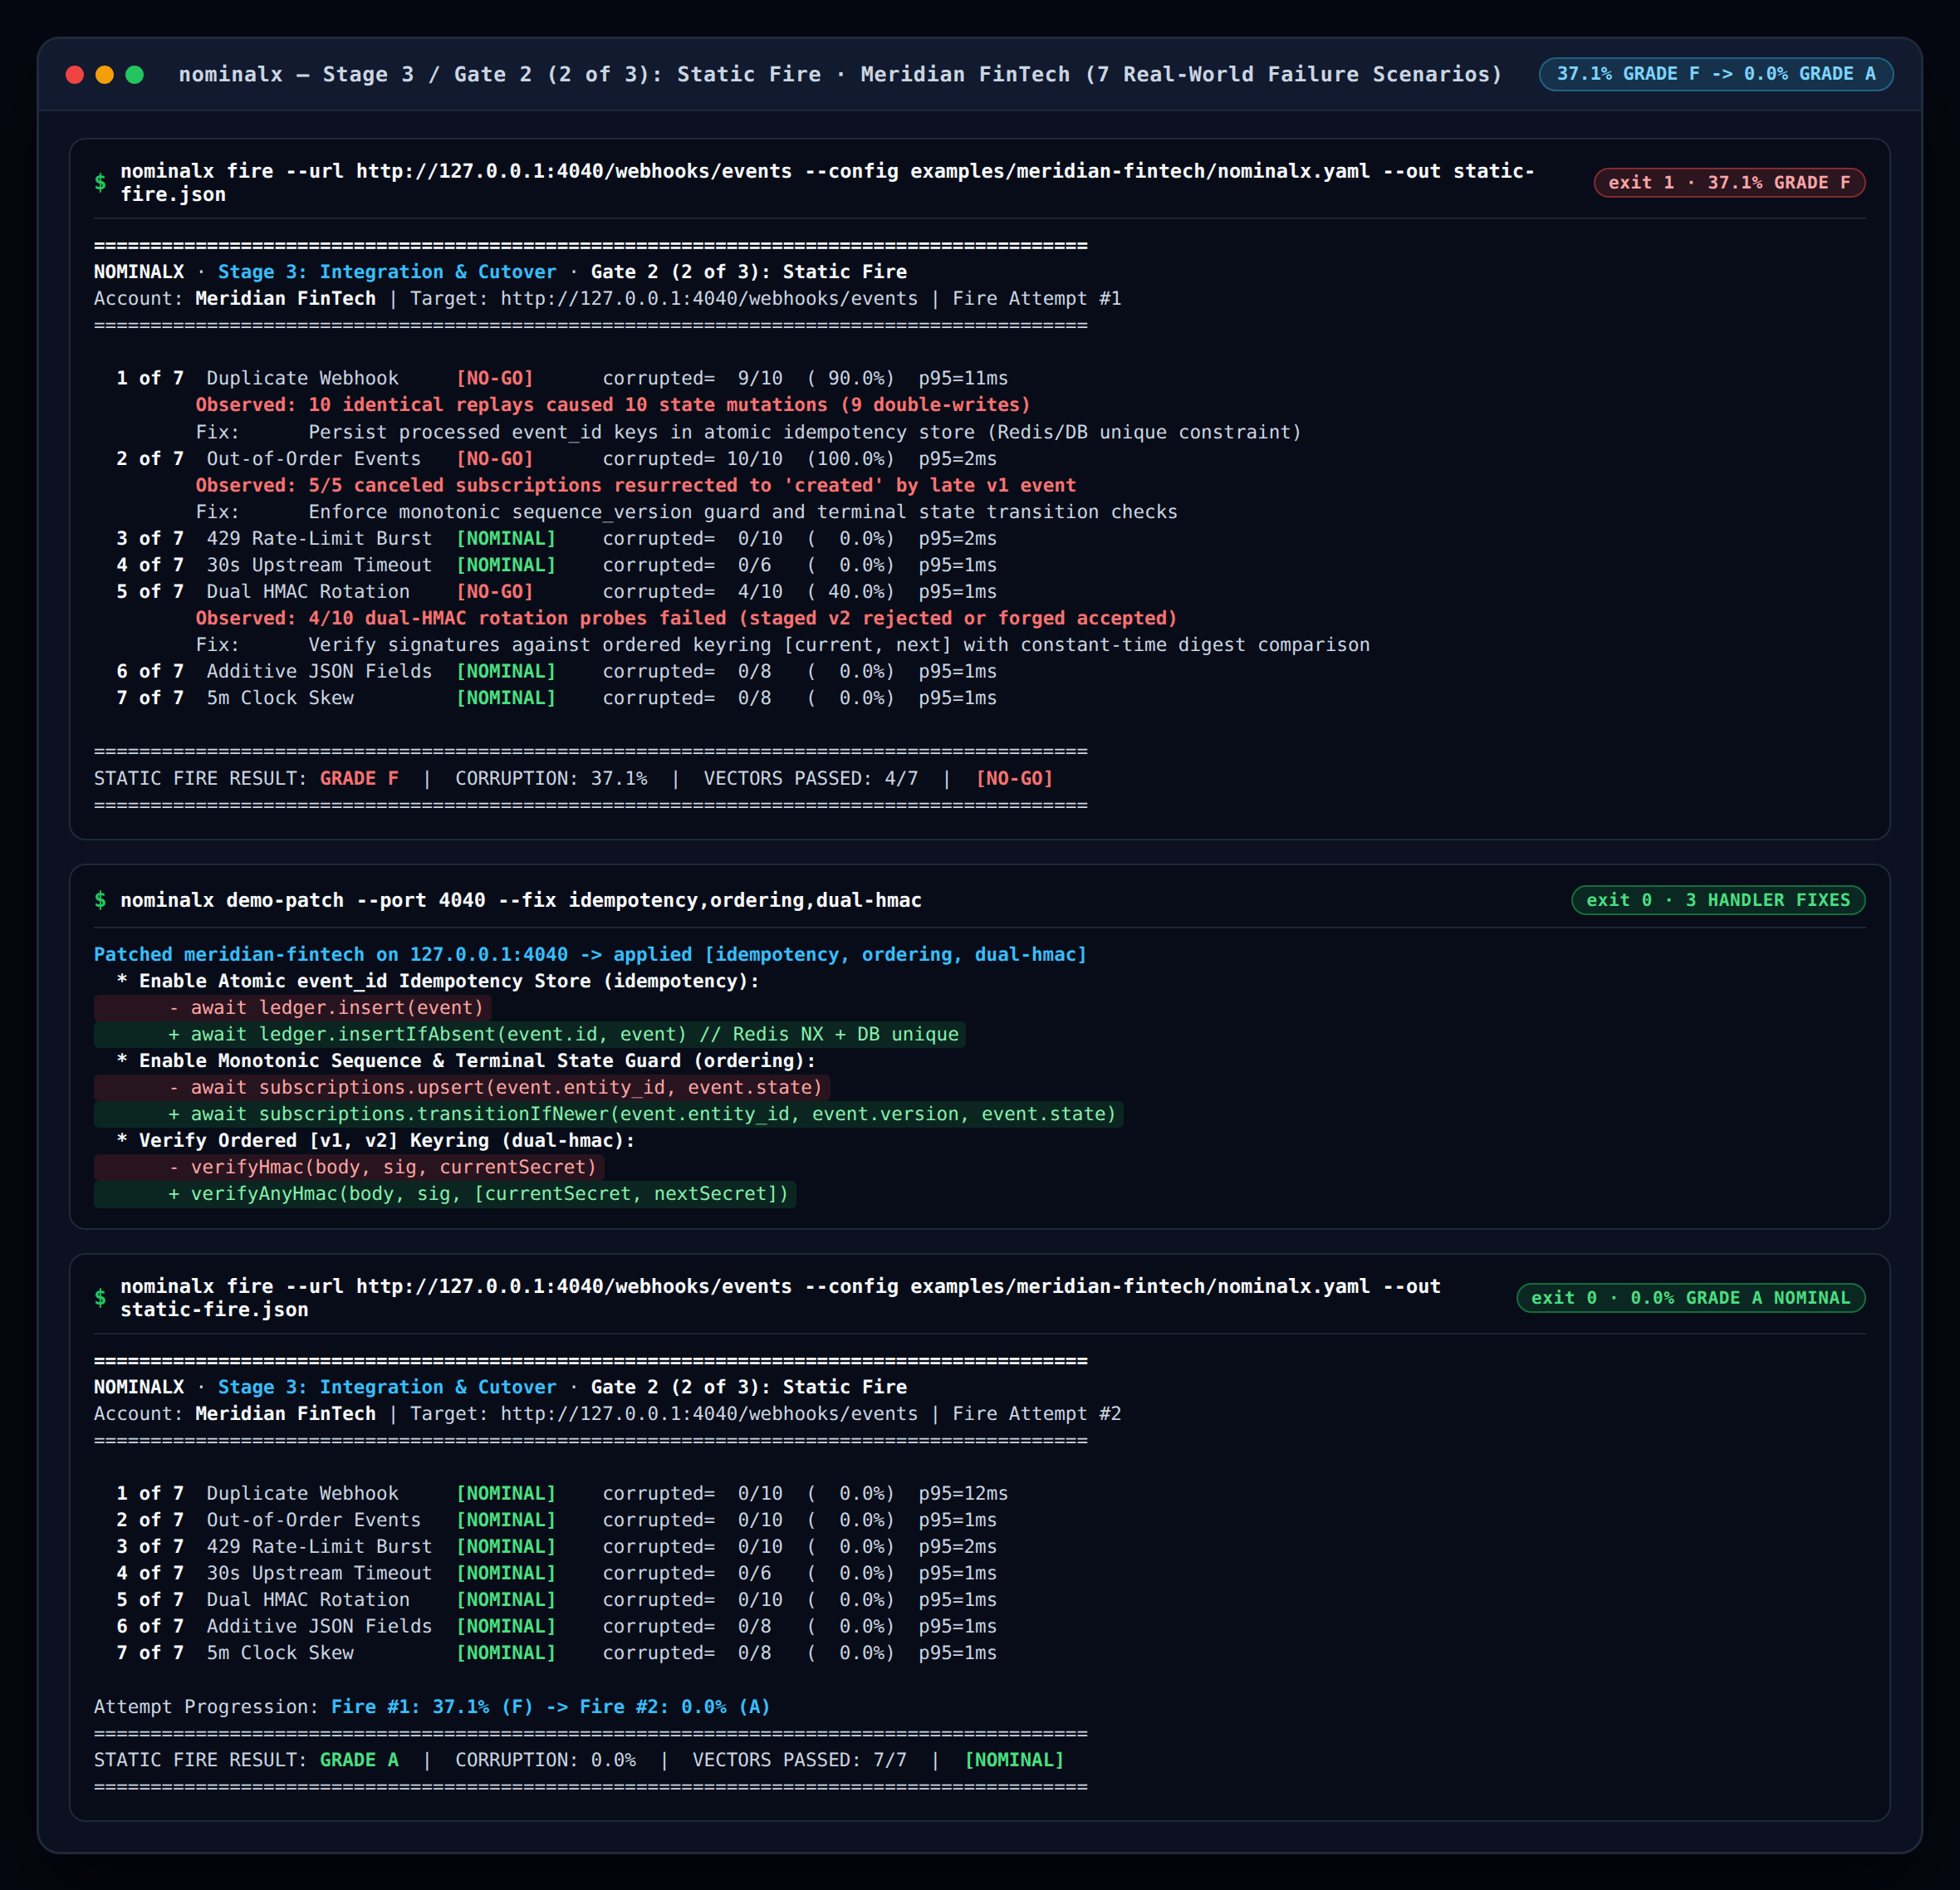 nominalx — Stage 3 / Gate 2 (2 of 3): Static Fire · Meridian FinTech (7 Real-World Failure Scenarios)
37.1% GRADE F -> 0.0% GRADE A
$ nominalx fire --url http://127.0.0.1:4040/webhooks/events --config examples/meridian-fintech/nominalx.yaml --out static-
fire.json
exit 1 · 37.1% GRADE F
========================================================================================
NOMINALX · Stage 3: Integration & Cutover · Gate 2 (2 of 3): Static Fire
Account: Meridian FinTech | Target: http://127.0.0.1:4040/webhooks/events | Fire Attempt #1
========================================================================================
1 of 7  Duplicate Webhook     [NO-GO]      corrupted=  9/10  ( 90.0%)  p95=11ms
Observed: 10 identical replays caused 10 state mutations (9 double-writes)
Fix:      Persist processed event_id keys in atomic idempotency store (Redis/DB unique constraint)
2 of 7  Out-of-Order Events   [NO-GO]      corrupted= 10/10  (100.0%)  p95=2ms
Observed: 5/5 canceled subscriptions resurrected to 'created' by late v1 event
Fix:      Enforce monotonic sequence_version guard and terminal state transition checks
3 of 7  429 Rate-Limit Burst  [NOMINAL]    corrupted=  0/10  (  0.0%)  p95=2ms
4 of 7  30s Upstream Timeout  [NOMINAL]    corrupted=  0/6   (  0.0%)  p95=1ms
5 of 7  Dual HMAC Rotation    [NO-GO]      corrupted=  4/10  ( 40.0%)  p95=1ms
Observed: 4/10 dual-HMAC rotation probes failed (staged v2 rejected or forged accepted)
Fix:      Verify signatures against ordered keyring [current, next] with constant-time digest comparison
6 of 7  Additive JSON Fields  [NOMINAL]    corrupted=  0/8   (  0.0%)  p95=1ms
7 of 7  5m Clock Skew         [NOMINAL]    corrupted=  0/8   (  0.0%)  p95=1ms
========================================================================================
STATIC FIRE RESULT: GRADE F  |  CORRUPTION: 37.1%  |  VECTORS PASSED: 4/7  |  [NO-GO]
========================================================================================
$ nominalx demo-patch --port 4040 --fix idempotency,ordering,dual-hmac
exit 0 · 3 HANDLER FIXES
Patched meridian-fintech on 127.0.0.1:4040 -> applied [idempotency, ordering, dual-hmac]
* Enable Atomic event_id Idempotency Store (idempotency):
- await ledger.insert(event)
+ await ledger.insertIfAbsent(event.id, event) // Redis NX + DB unique
* Enable Monotonic Sequence & Terminal State Guard (ordering):
- await subscriptions.upsert(event.entity_id, event.state)
+ await subscriptions.transitionIfNewer(event.entity_id, event.version, event.state)
* Verify Ordered [v1, v2] Keyring (dual-hmac):
- verifyHmac(body, sig, currentSecret)
+ verifyAnyHmac(body, sig, [currentSecret, nextSecret])
$ nominalx fire --url http://127.0.0.1:4040/webhooks/events --config examples/meridian-fintech/nominalx.yaml --out
static-fire.json
exit 0 · 0.0% GRADE A NOMINAL
========================================================================================
NOMINALX · Stage 3: Integration & Cutover · Gate 2 (2 of 3): Static Fire
Account: Meridian FinTech | Target: http://127.0.0.1:4040/webhooks/events | Fire Attempt #2
========================================================================================
1 of 7  Duplicate Webhook     [NOMINAL]    corrupted=  0/10  (  0.0%)  p95=12ms
2 of 7  Out-of-Order Events   [NOMINAL]    corrupted=  0/10  (  0.0%)  p95=1ms
3 of 7  429 Rate-Limit Burst  [NOMINAL]    corrupted=  0/10  (  0.0%)  p95=2ms
4 of 7  30s Upstream Timeout  [NOMINAL]    corrupted=  0/6   (  0.0%)  p95=1ms
5 of 7  Dual HMAC Rotation    [NOMINAL]    corrupted=  0/10  (  0.0%)  p95=1ms
6 of 7  Additive JSON Fields  [NOMINAL]    corrupted=  0/8   (  0.0%)  p95=1ms
7 of 7  5m Clock Skew         [NOMINAL]    corrupted=  0/8   (  0.0%)  p95=1ms
Attempt Progression: Fire #1: 37.1% (F) -> Fire #2: 0.0% (A)
========================================================================================
STATIC FIRE RESULT: GRADE A  |  CORRUPTION: 0.0%  |  VECTORS PASSED: 7/7  |  [NOMINAL]
========================================================================================